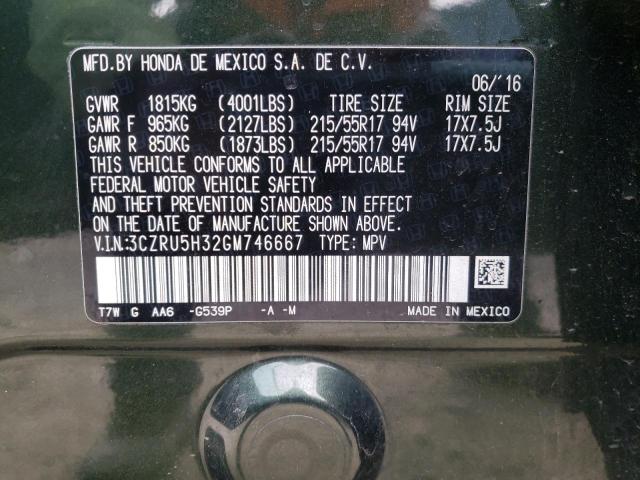 MFD.BY HONDA DE MEXICO S.A. DE C.V.
06/'16
GVWR 1815KG (4001LBS) TIRE SIZE RIM SIZE
GAWR F 965KG (2127LBS) 215/55R17 94V 17X7.5J
GAWR R 850KG (1873LBS) 215/55R17 94V 17X7.5J
THIS VEHICLE CONFORMS TO ALL APPLICABLE
FEDERAL MOTOR VEHICLE SAFETY
AND THEFT PREVENTION STANDARDS IN EFFECT
ON THE DATE OF MANUFACTURE SHOWN ABOVE.
V.I.N.:3CZRU5H32GM746667 TYPE: MPV
T7W G AA6 -G539P -A -M MADE IN MEXICO